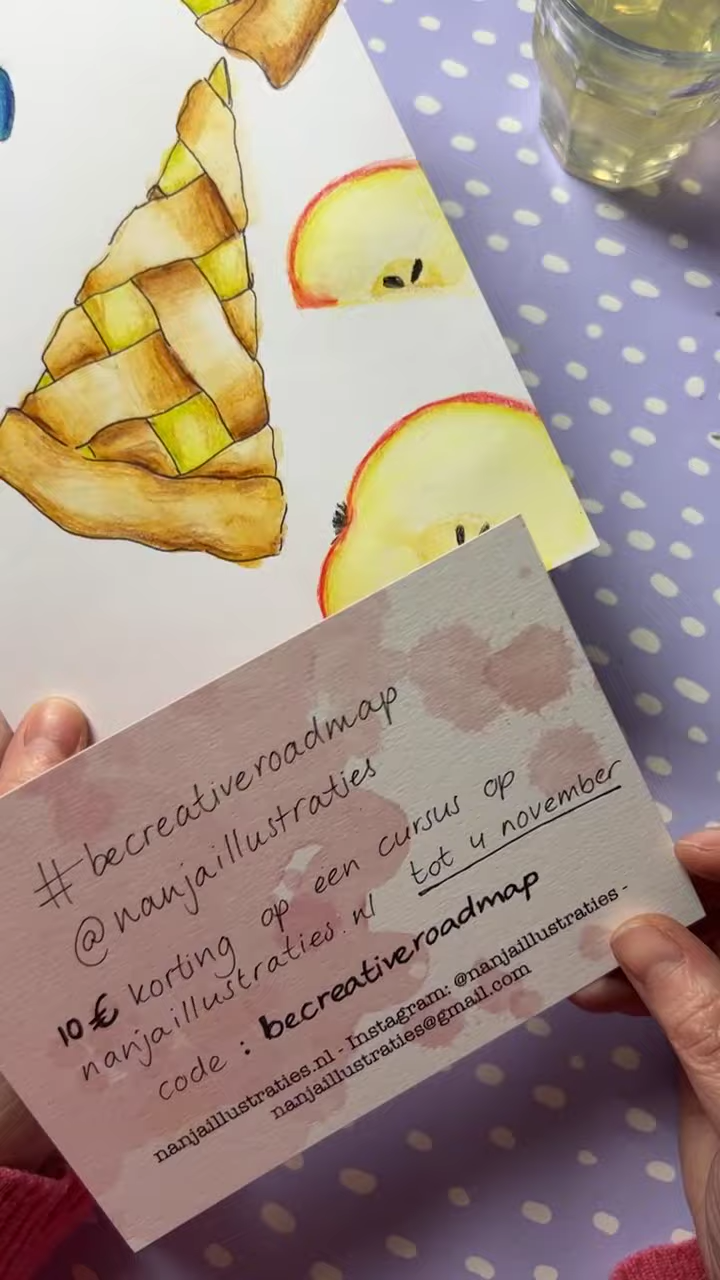 #becreativeroadmap
@nanjaillustraties
10€ korting op een cursus op
nanjaillustraties.nl tot 4 november
code : becreativeroadmap
nanjaillustraties.nl - Instagram: @nanjaillustraties -
nanjaillustraties@gmail.com